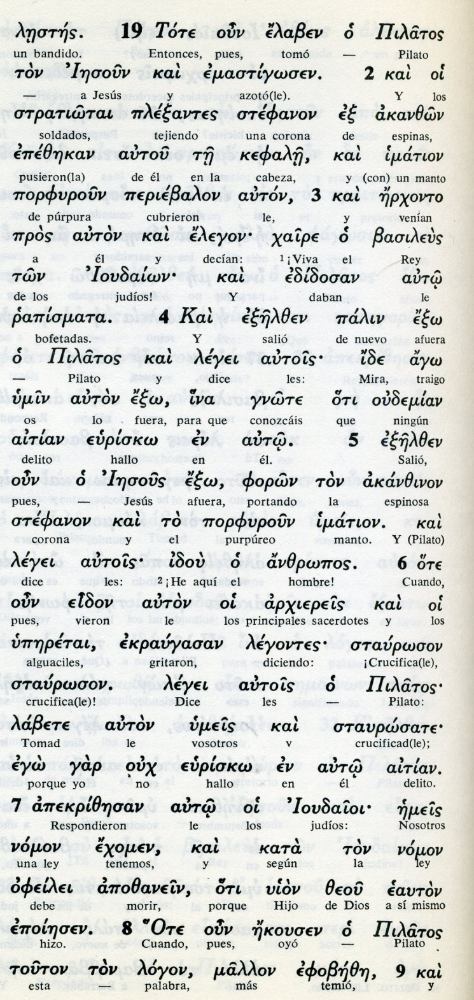 λῃστής. 19 Τότε οὖν ἔλαβεν ὁ Πιλᾶτος
un bandido. Entonces, pues, tomó — Pilato
τὸν Ἰησοῦν καὶ ἐμαστίγωσεν. 2 καὶ οἱ
— a Jesús y azotó(le). Y los
στρατιῶται πλέξαντες στέφανον ἐξ ἀκανθῶν
soldados, tejiendo una corona de espinas,
ἐπέθηκαν αὐτοῦ τῇ κεφαλῇ, καὶ ἱμάτιον
pusieron(la) de él en la cabeza, y (con) un manto
πορφυροῦν περιέβαλον αὐτόν, 3 καὶ ἤρχοντο
de púrpura cubrieron le, y venían
πρὸς αὐτὸν καὶ ἔλεγον· χαῖρε ὁ βασιλεὺς
a él y decían: ¹¡Viva el Rey
τῶν Ἰουδαίων· καὶ ἐδίδοσαν αὐτῷ
de los judíos! Y daban le
ῥαπίσματα. 4 Καὶ ἐξῆλθεν πάλιν ἔξω
bofetadas. Y salió de nuevo afuera
ὁ Πιλᾶτος καὶ λέγει αὐτοῖς· ἴδε ἄγω
— Pilato y dice les: Mira, traigo
ὑμῖν αὐτὸν ἔξω, ἵνα γνῶτε ὅτι οὐδεμίαν
os lo fuera, para que conozcáis que ningún
αἰτίαν εὑρίσκω ἐν αὐτῷ. 5 ἐξῆλθεν
delito hallo en él. Salió,
οὖν ὁ Ἰησοῦς ἔξω, φορῶν τὸν ἀκάνθινον
pues, — Jesús afuera, portando la espinosa
στέφανον καὶ τὸ πορφυροῦν ἱμάτιον. καὶ
corona y el purpúreo manto. Y (Pilato)
λέγει αὐτοῖς· ἰδοὺ ὁ ἄνθρωπος. 6 ὅτε
dice les: ²¡He aquí el hombre! Cuando,
οὖν εἶδον αὐτὸν οἱ ἀρχιερεῖς καὶ οἱ
pues, vieron le los principales sacerdotes y los
ὑπηρέται, ἐκραύγασαν λέγοντες· σταύρωσον
alguaciles, gritaron, diciendo: ¡Crucifica(le),
σταύρωσον. λέγει αὐτοῖς ὁ Πιλᾶτος·
crucifica(le)! Dice les — Pilato:
λάβετε αὐτὸν ὑμεῖς καὶ σταυρώσατε·
Tomad le vosotros y crucificad(le);
ἐγὼ γὰρ οὐχ εὑρίσκω ἐν αὐτῷ αἰτίαν.
porque yo no hallo en él delito.
7 ἀπεκρίθησαν αὐτῷ οἱ Ἰουδαῖοι· ἡμεῖς
Respondieron le los judíos: Nosotros
νόμον ἔχομεν, καὶ κατὰ τὸν νόμον
una ley tenemos, y según la ley
ὀφείλει ἀποθανεῖν, ὅτι υἱὸν θεοῦ ἑαυτὸν
debe morir, porque Hijo de Dios a sí mismo
ἐποίησεν. 8 Ὅτε οὖν ἤκουσεν ὁ Πιλᾶτος
hizo. Cuando, pues, oyó — Pilato
τοῦτον τὸν λόγον, μᾶλλον ἐφοβήθη, 9 καὶ
esta — palabra, más temió, y